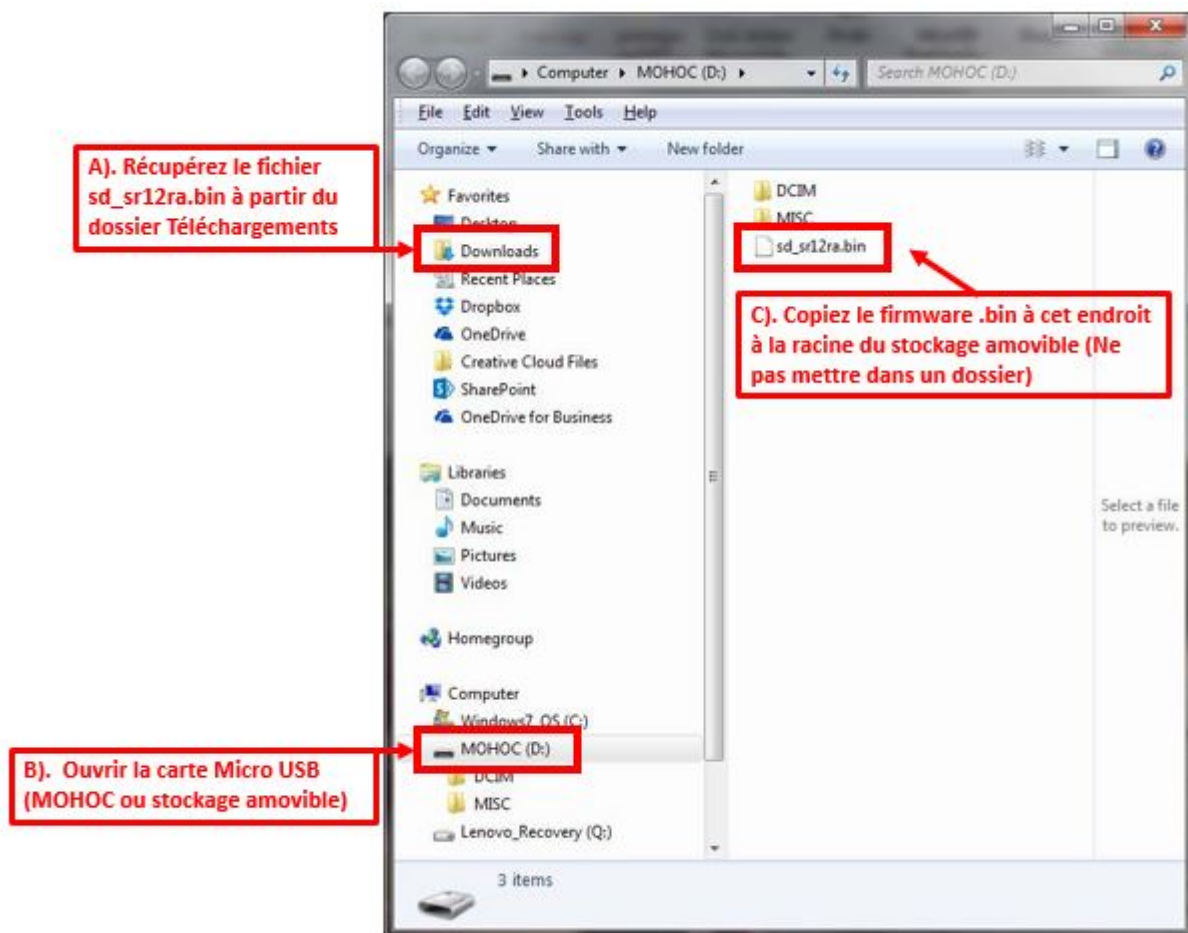 Computer ▸ MOHOC (D:) ▸
Search MOHOC (D:)
File Edit View Tools Help
Organize ▾ Share with ▾ New folder
A). Récupérez le fichier
sd_sr12ra.bin à partir du
dossier Téléchargements
Favorites
Desktop
Downloads
Recent Places
Dropbox
OneDrive
Creative Cloud Files
SharePoint
OneDrive for Business
Libraries
Documents
Music
Pictures
Videos
Homegroup
Computer
Windows7_OS (C:)
MOHOC (D:)
DCIM
MISC
Lenovo_Recovery (Q:)
B). Ouvrir la carte Micro USB
(MOHOC ou stockage amovible)
DCIM
MISC
sd_sr12ra.bin
C). Copiez le firmware .bin à cet endroit
à la racine du stockage amovible (Ne
pas mettre dans un dossier)
Select a file
to preview.
3 items